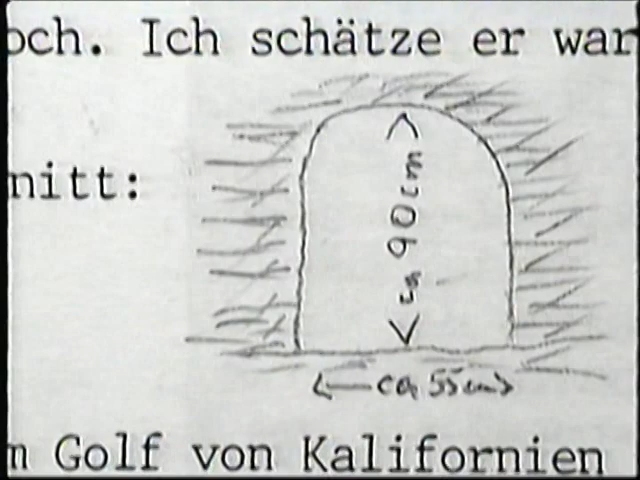 och. Ich schätze er war
nitt:
ca 90cm
ca 55cm
n Golf von Kalifornien